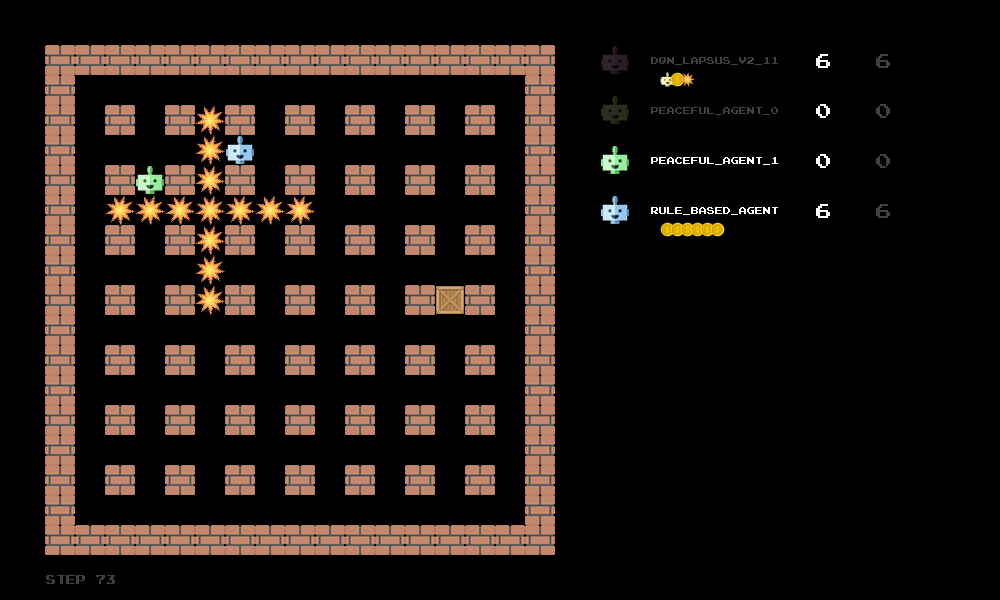 DQN_LAPSUS_V2_11 6 6
PEACEFUL_AGENT_0 0 0
PEACEFUL_AGENT_1 0 0
RULE_BASED_AGENT 6 6
STEP 73